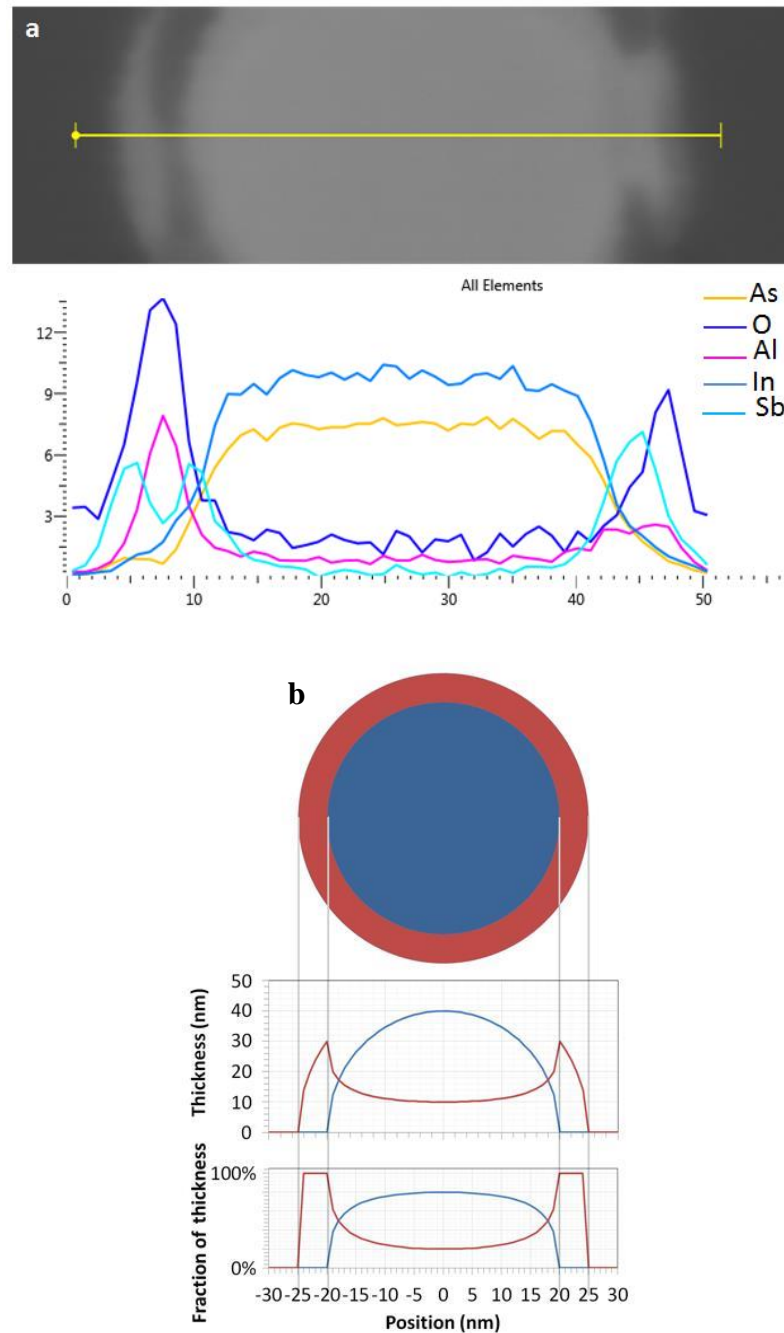 a
All Elements
As
O
Al
In
Sb
12
9
6
3
0 10 20 30 40 50
b
Thickness (nm)
50
40
30
20
10
0
Fraction of thickness
100%
0%
-30 -25 -20 -15 -10 -5 0 5 10 15 20 25 30
Position (nm)